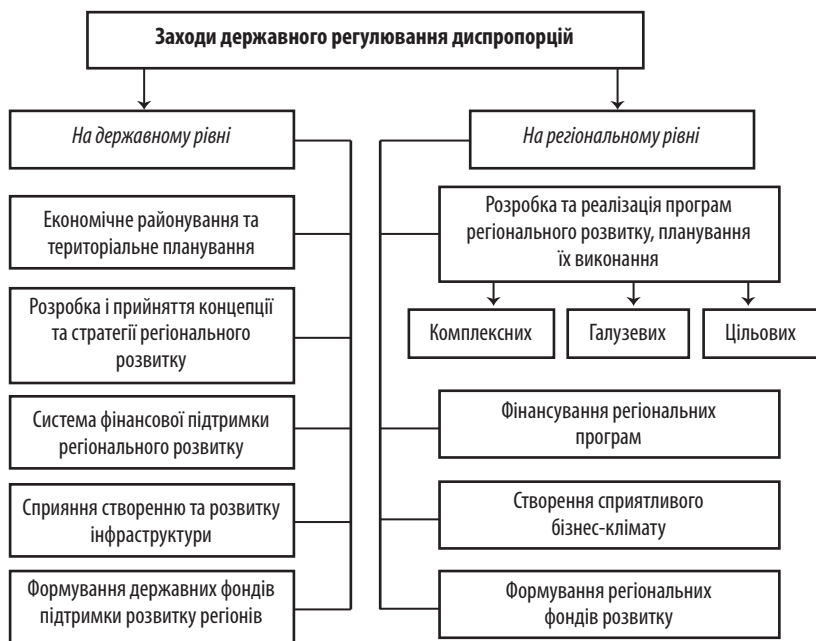 Заходи державного регулювання диспропорцій
На державному рівні
Економічне районування та
територіальне планування
Розробка і прийняття концепції
та стратегії регіонального
розвитку
Система фінансової підтримки
регіонального розвитку
Сприяння створенню та розвитку
інфраструктури
Формування державних фондів
підтримки розвитку регіонів
На регіональному рівні
Розробка та реалізація програм
регіонального розвитку, планування
їх виконання
Комплексних
Галузевих
Цільових
Фінансування регіональних
програм
Створення сприятливого
бізнес-клімату
Формування регіональних
фондів розвитку